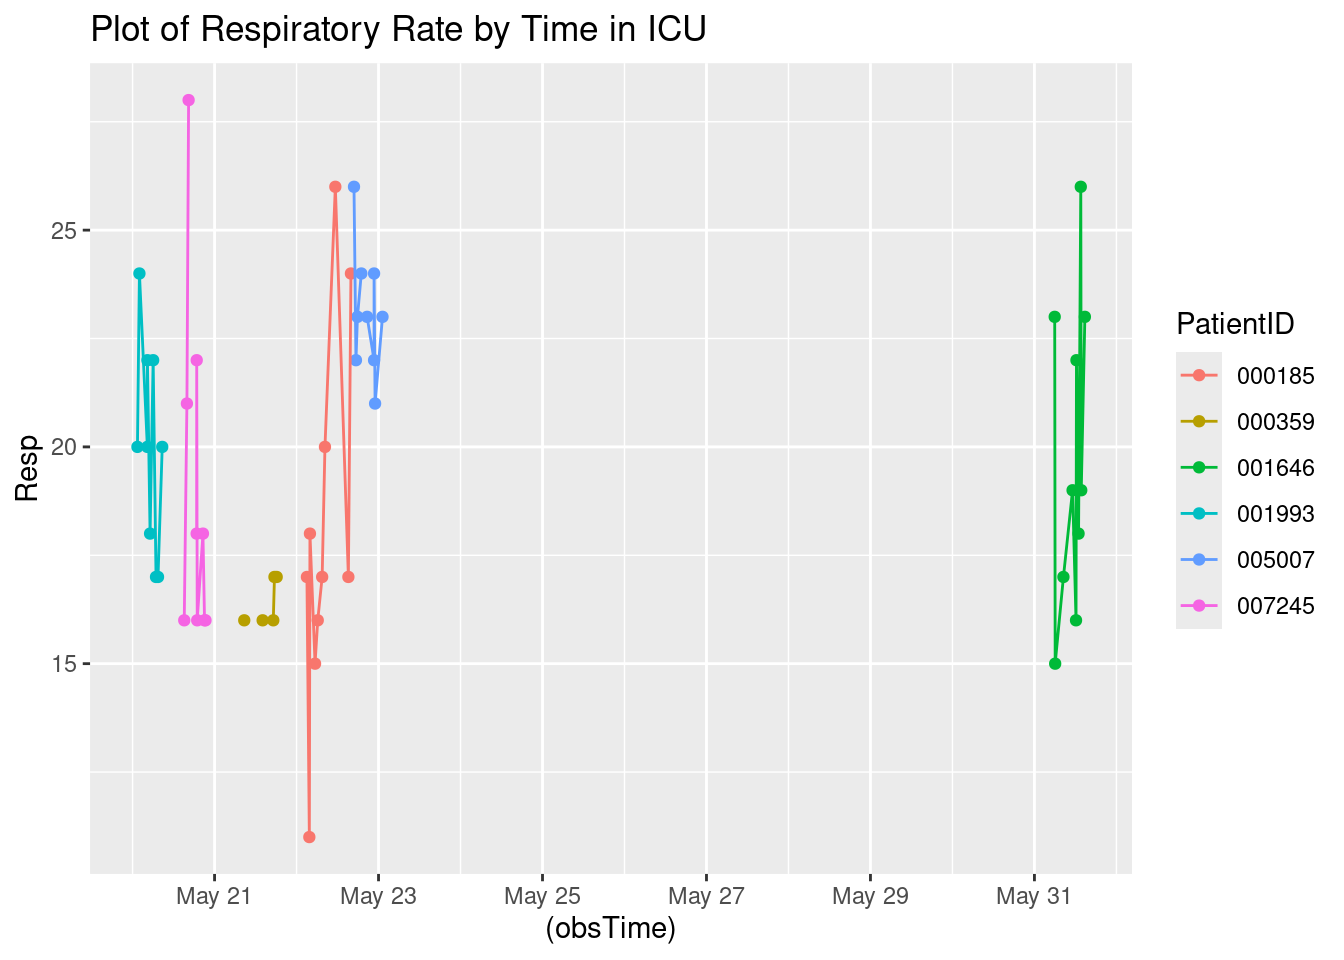 Plot of Respiratory Rate by Time in ICU
Resp
25
20
15
May 21
May 23
May 25
May 27
May 29
May 31
(obsTime)
PatientID
000185
000359
001646
001993
005007
007245